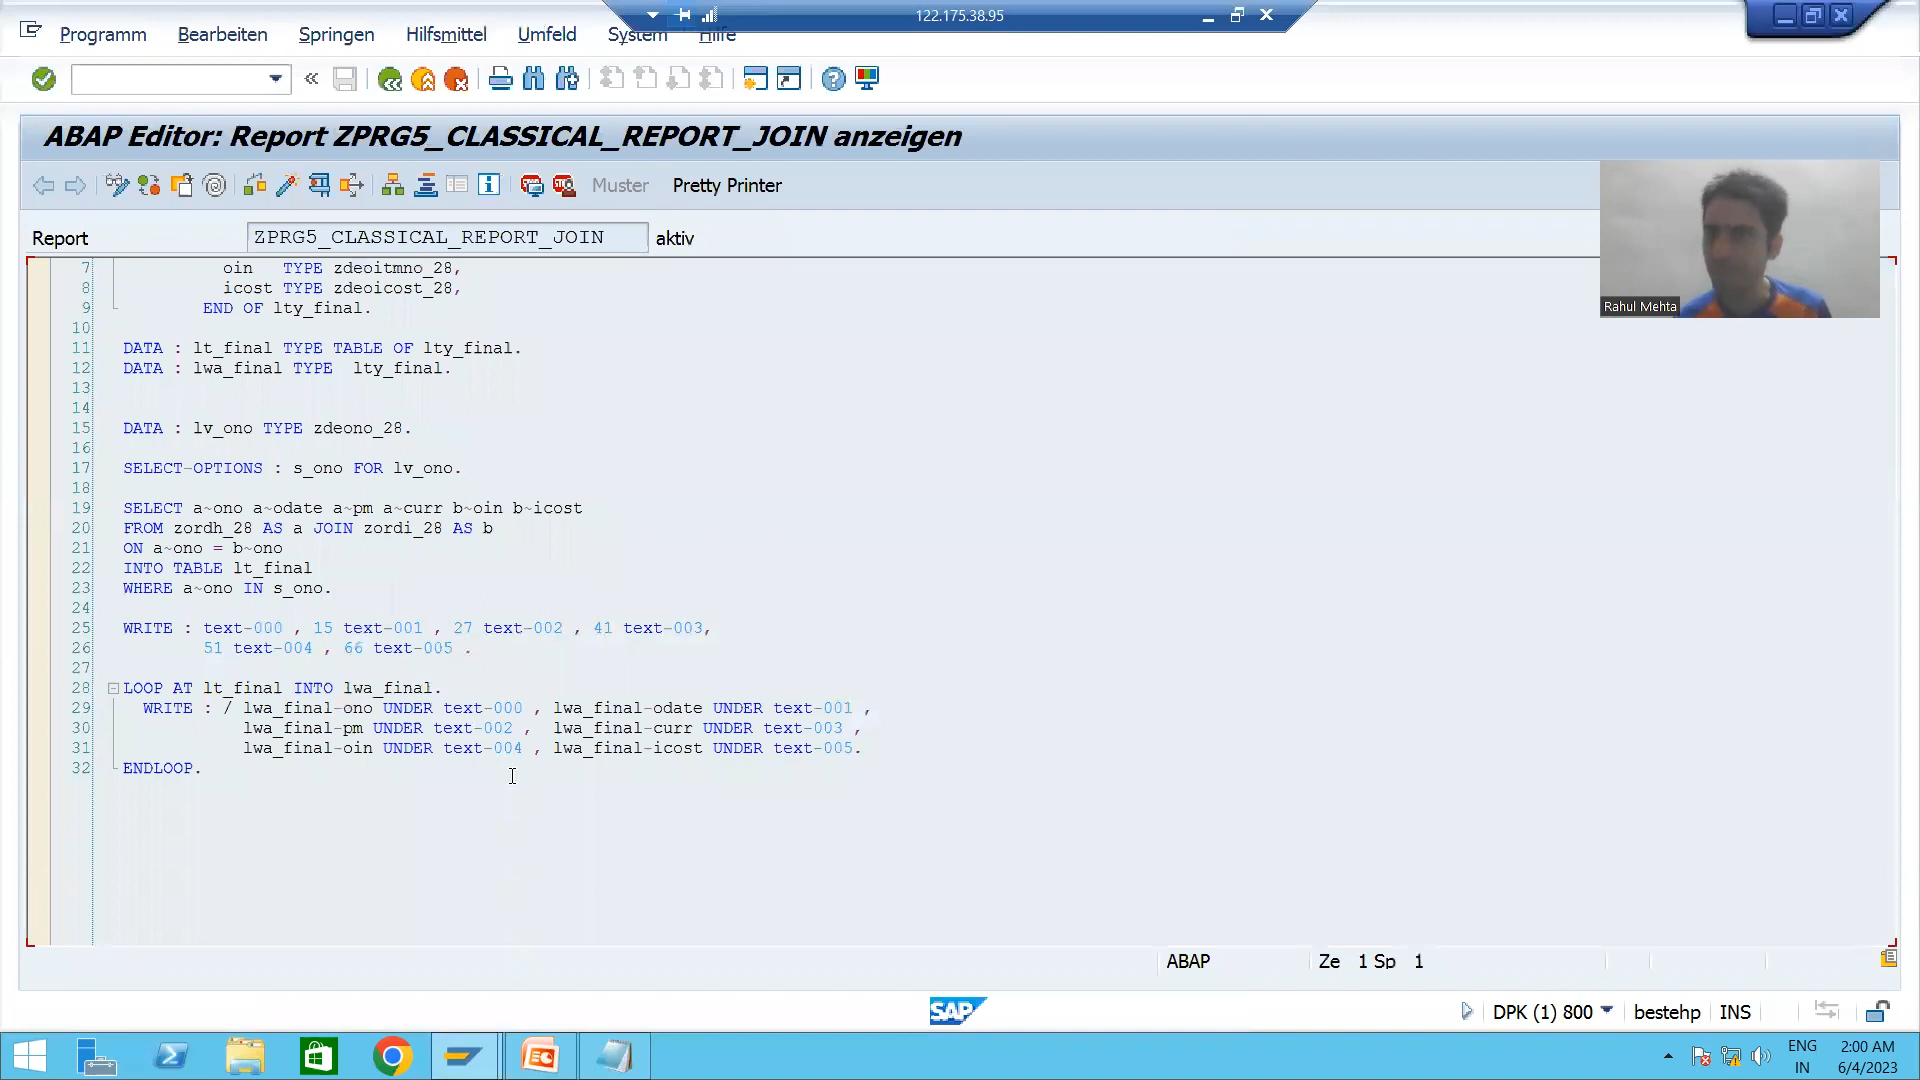 122.175.38.95
Programm Bearbeiten Springen Hilfsmittel Umfeld System Hilfe
ABAP Editor: Report ZPRG5_CLASSICAL_REPORT_JOIN anzeigen
Muster Pretty Printer
Report ZPRG5_CLASSICAL_REPORT_JOIN aktiv
Rahul Mehta
7 oin TYPE zdeoitmno_28,
8 icost TYPE zdeoicost_28,
9 END OF lty_final.
10
11 DATA : lt_final TYPE TABLE OF lty_final.
12 DATA : lwa_final TYPE lty_final.
13
14
15 DATA : lv_ono TYPE zdeono_28.
16
17 SELECT-OPTIONS : s_ono FOR lv_ono.
18
19 SELECT a~ono a~odate a~pm a~curr b~oin b~icost
20 FROM zordh_28 AS a JOIN zordi_28 AS b
21 ON a~ono = b~ono
22 INTO TABLE lt_final
23 WHERE a~ono IN s_ono.
24
25 WRITE : text-000 , 15 text-001 , 27 text-002 , 41 text-003,
26 51 text-004 , 66 text-005 .
27
28 LOOP AT lt_final INTO lwa_final.
29 WRITE : / lwa_final-ono UNDER text-000 , lwa_final-odate UNDER text-001 ,
30 lwa_final-pm UNDER text-002 , lwa_final-curr UNDER text-003 ,
31 lwa_final-oin UNDER text-004 , lwa_final-icost UNDER text-005.
32 ENDLOOP.
ABAP Ze 1 Sp 1
SAP
DPK (1) 800 bestehp INS
ENG 2:00 AM
IN 6/4/2023